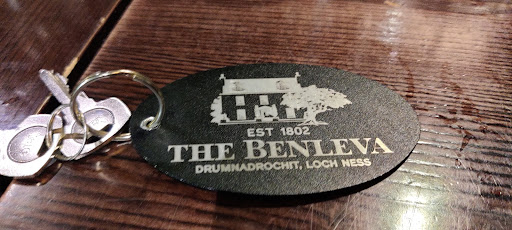 EST 1802
THE BENLEVA
DRUMNADROCHIT, LOCH NESS